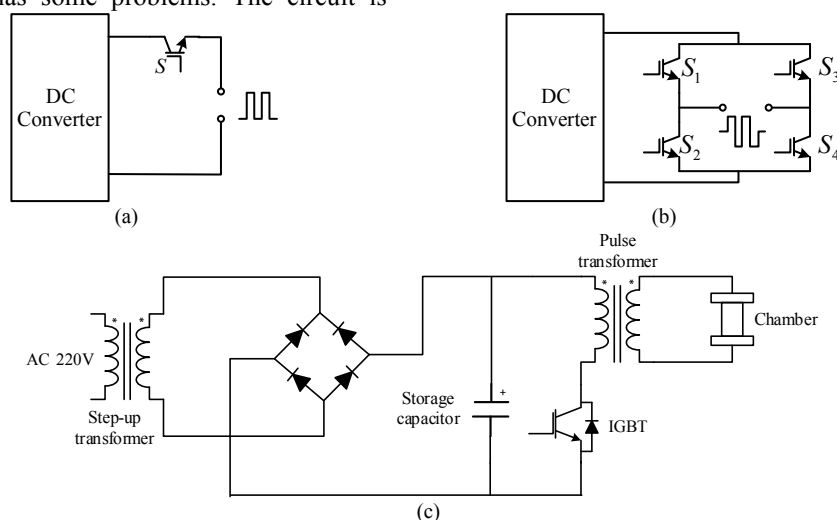 has some problems. The circuit is
DC
Converter
S
(a)
DC
Converter
S1
S2
S3
S4
(b)
AC 220V
Step-up
transformer
Storage
capacitor
+
Pulse
transformer
IGBT
Chamber
(c)